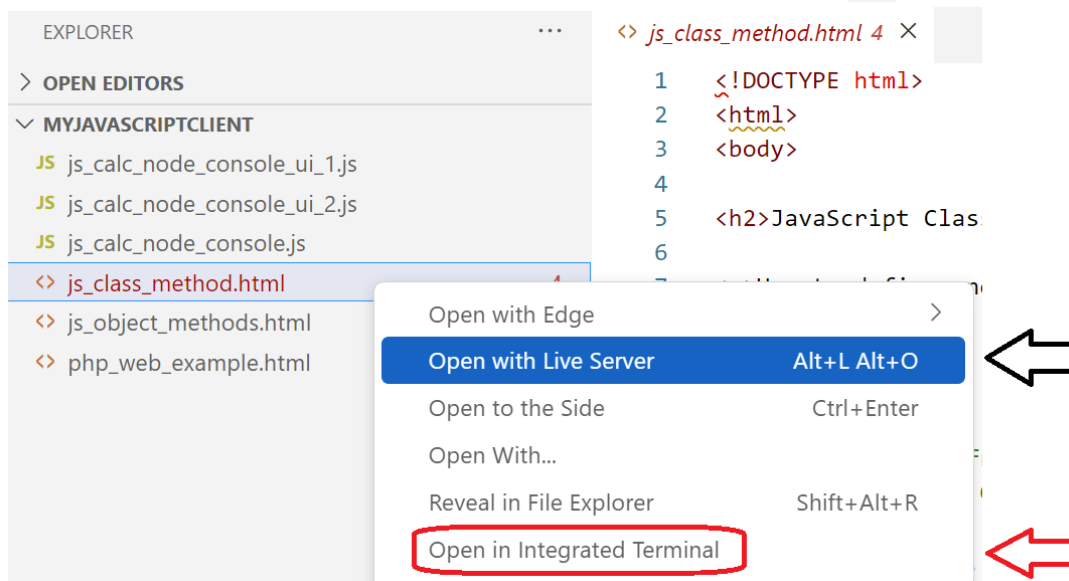 EXPLORER
···
OPEN EDITORS
MYJAVASCRIPTCLIENT
JS js_calc_node_console_ui_1.js
JS js_calc_node_console_ui_2.js
JS js_calc_node_console.js
<> js_class_method.html
<> js_object_methods.html
<> php_web_example.html
<> js_class_method.html 4 ×
1 <!DOCTYPE html>
2 <html>
3 <body>
4
5 <h2>JavaScript Clas
6
Open with Edge >
Open with Live Server Alt+L Alt+O
Open to the Side Ctrl+Enter
Open With...
Reveal in File Explorer Shift+Alt+R
Open in Integrated Terminal